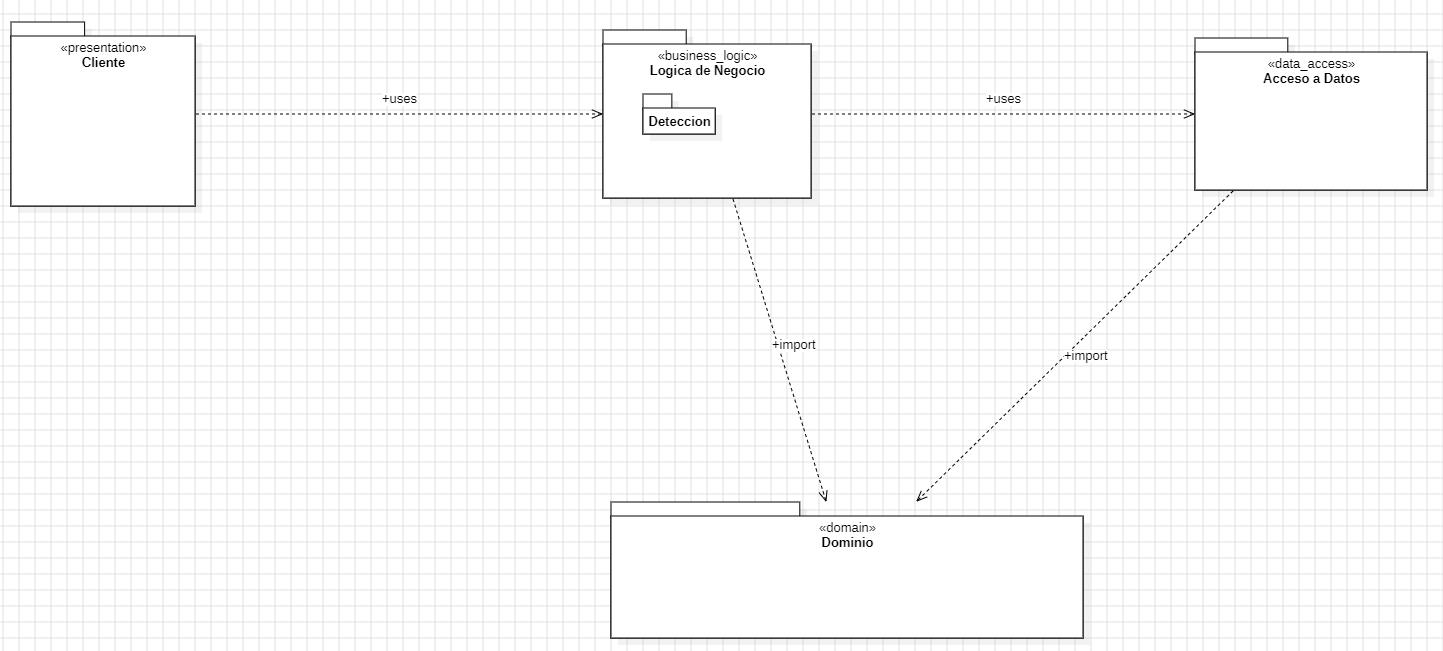 «presentation»
Cliente
+uses
«business_logic»
Logica de Negocio
Deteccion
+uses
«data_access»
Acceso a Datos
+import
+import
«domain»
Dominio